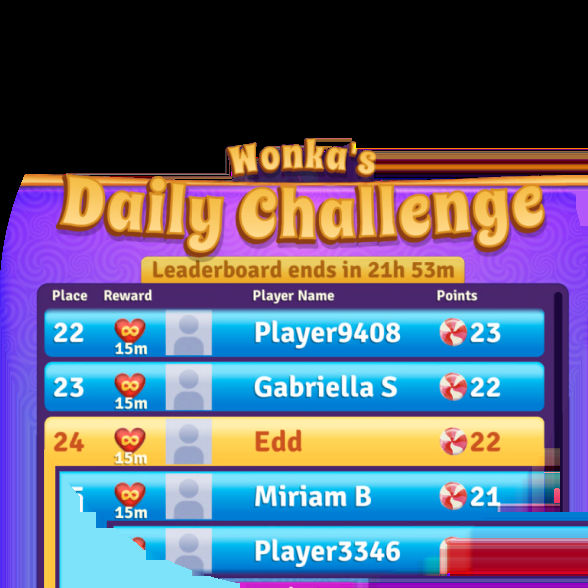 Wonka's
Daily Challenge
Leaderboard ends in 21h 53m
Place Reward Player Name Points
22 15m Player9408 23
23 15m Gabriella S 22
24 15m Edd 22
15m Miriam B 21
Player3346